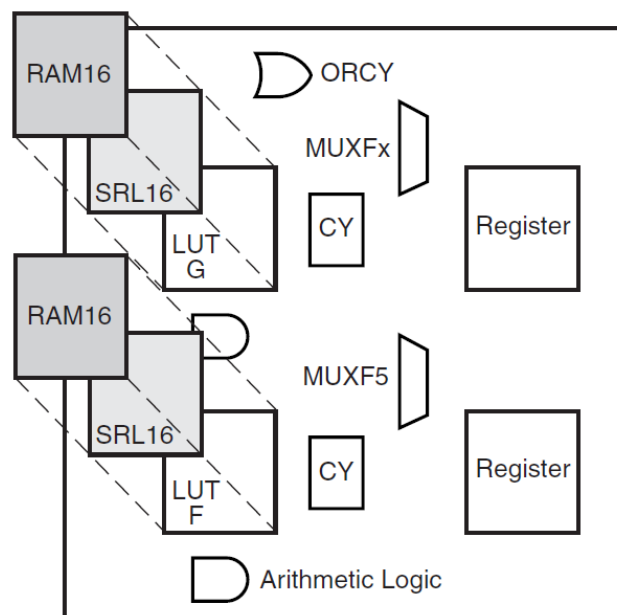 RAM16
ORCY
MUXFx
SRL16
LUT
G
CY
Register
RAM16
MUXF5
SRL16
LUT
F
CY
Register
Arithmetic Logic